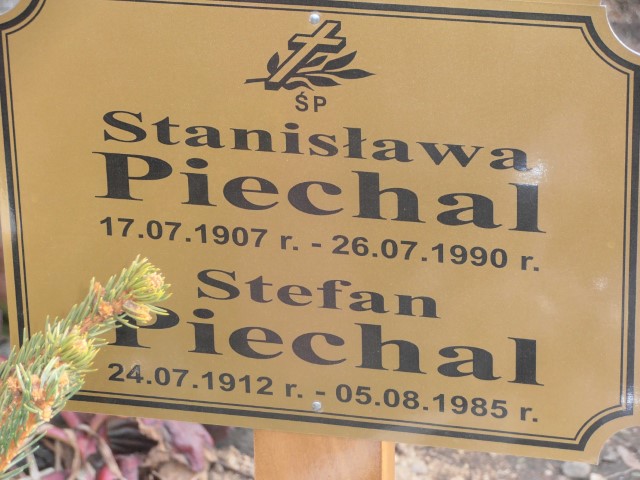 ŚP
Stanisława
Piechal
17.07.1907 r. - 26.07.1990 r.
Stefan
Piechal
24.07.1912 r. - 05.08.1985 r.